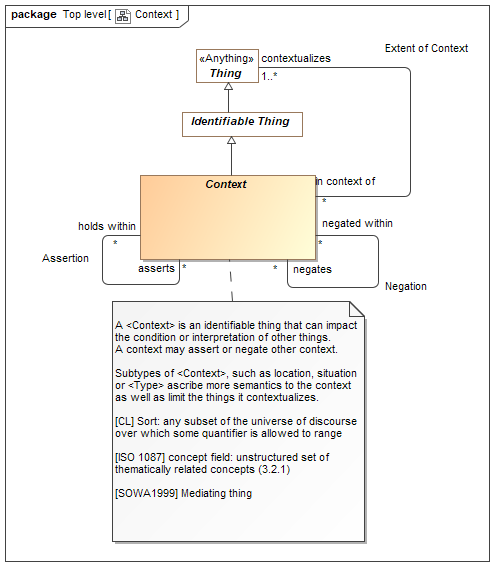 package Top level [ Context ]
«Anything»
Thing
contextualizes
1..*
Extent of Context
Identifiable Thing
Context
in context of
*
holds within
*
negated within
*
Assertion
asserts
*
*
negates
Negation
A <Context> is an identifiable thing that can impact
the condition or interpretation of other things.
A context may assert or negate other context.
Subtypes of <Context>, such as location, situation
or <Type> ascribe more semantics to the context
as well as limit the things it contextualizes.
[CL] Sort: any subset of the universe of discourse
over which some quantifier is allowed to range
[ISO 1087] concept field: unstructured set of
thematically related concepts (3.2.1)
[SOWA1999] Mediating thing